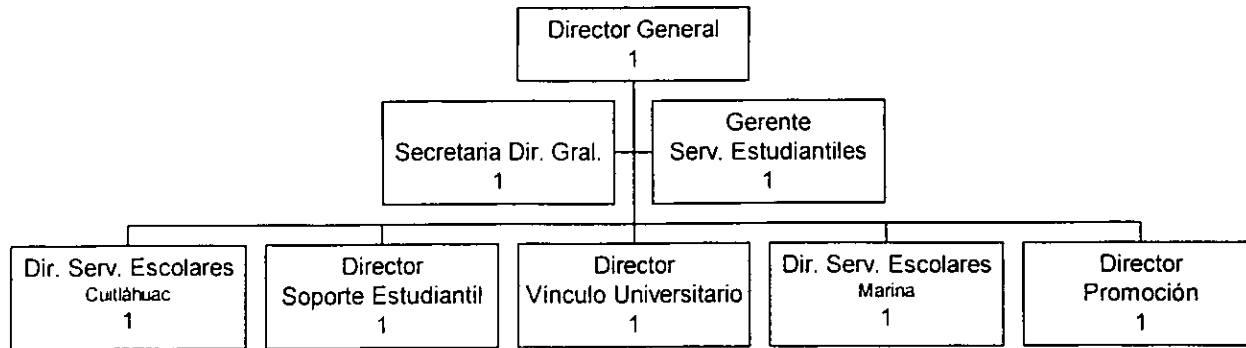 Director General
1
Secretaria Dir. Gral.
1
Gerente
Serv. Estudiantiles
1
Dir. Serv. Escolares
Cuitláhuac
1
Director
Soporte Estudiantil
1
Director
Vínculo Universitario
1
Dir. Serv. Escolares
Marina
1
Director
Promoción
1